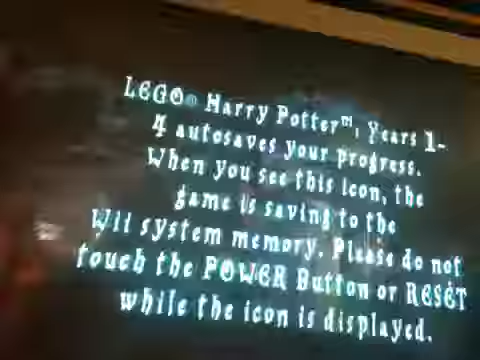 LEGO® Harry Potter™, Years 1-
4 autosaves your progress.
When you see this icon, the
game is saving to the
Wii system memory. Please do not
touch the POWER Button or RESET
while the icon is displayed.